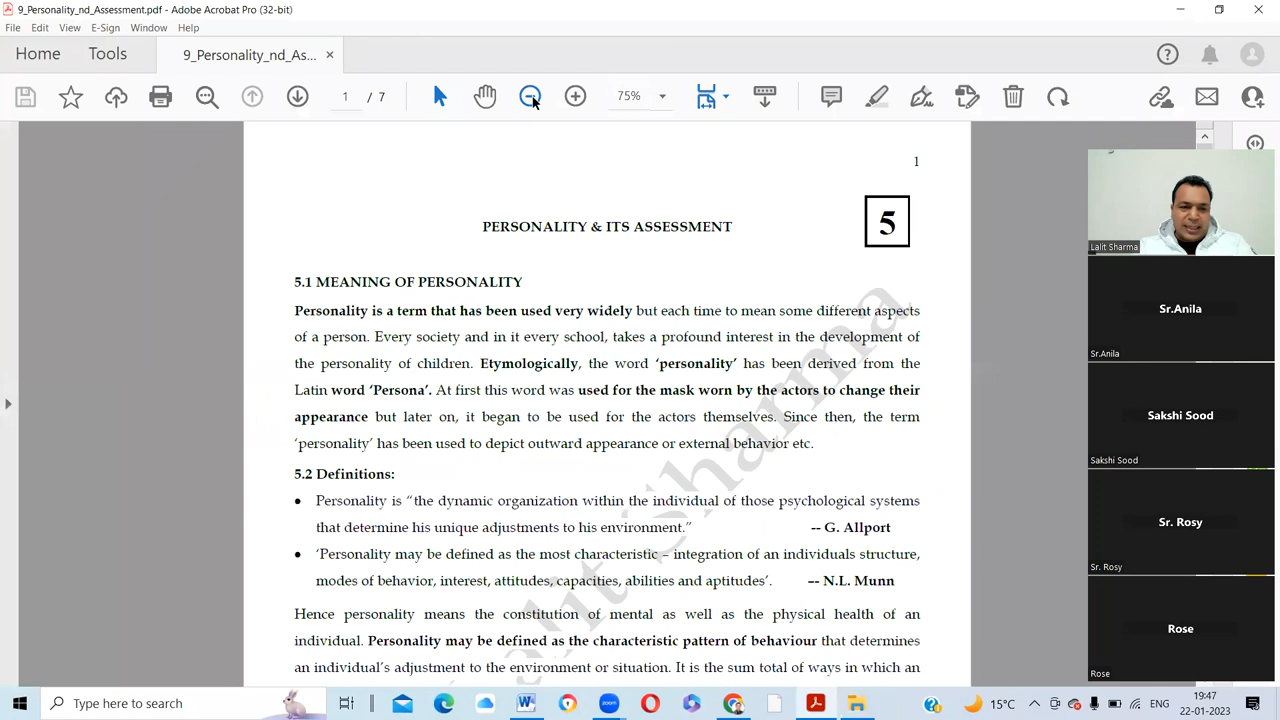 9_Personality_nd_Assessment.pdf - Adobe Acrobat Pro (32-bit)
File Edit View E-Sign Window Help
Home Tools 9_Personality_nd_As... ×
1 / 7 75%
1
5
PERSONALITY & ITS ASSESSMENT
5.1 MEANING OF PERSONALITY
Personality is a term that has been used very widely but each time to mean some different aspects
of a person. Every society and in it every school, takes a profound interest in the development of
the personality of children. Etymologically, the word ‘personality’ has been derived from the
Latin word ‘Persona’. At first this word was used for the mask worn by the actors to change their
appearance but later on, it began to be used for the actors themselves. Since then, the term
‘personality’ has been used to depict outward appearance or external behavior etc.
5.2 Definitions:
• Personality is “the dynamic organization within the individual of those psychological systems
that determine his unique adjustments to his environment.” -- G. Allport
• ‘Personality may be defined as the most characteristic – integration of an individuals structure,
modes of behavior, interest, attitudes, capacities, abilities and aptitudes’. -- N.L. Munn
Hence personality means the constitution of mental as well as the physical health of an
individual. Personality may be defined as the characteristic pattern of behaviour that determines
an individual’s adjustment to the environment or situation. It is the sum total of ways in which an
Lalit Sharma
Lalit Sharma
Sr.Anila
Sr.Anila
Sakshi Sood
Sakshi Sood
Sr. Rosy
Sr. Rosy
Rose
Rose
Type here to search
zoom
15°C
ENG
19:47
22-01-2023